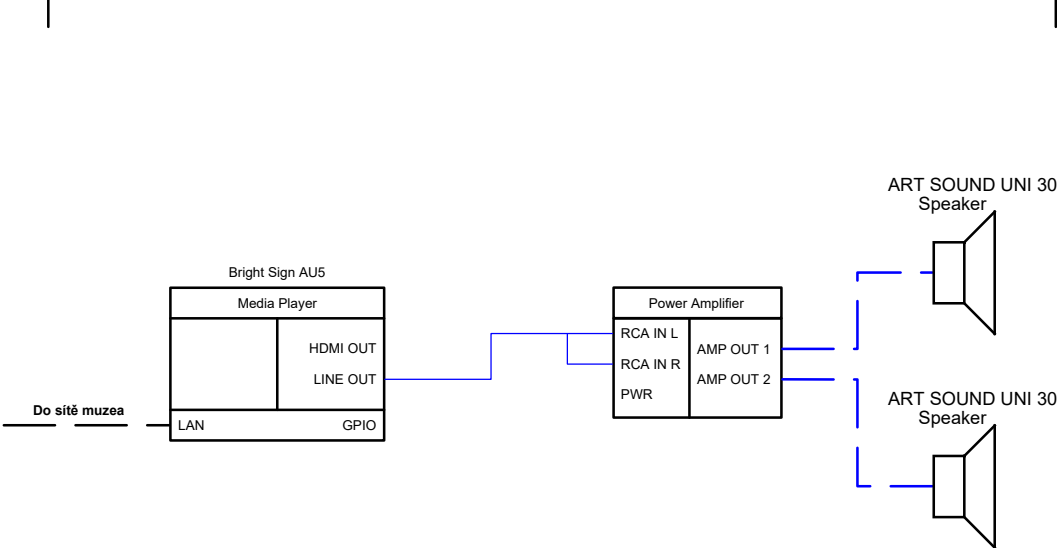 ART SOUND UNI 30
Speaker
Bright Sign AU5
Media Player
HDMI OUT
LINE OUT
LAN
GPIO
Do sítě muzea
Power Amplifier
RCA IN L
RCA IN R
PWR
AMP OUT 1
AMP OUT 2
ART SOUND UNI 30
Speaker